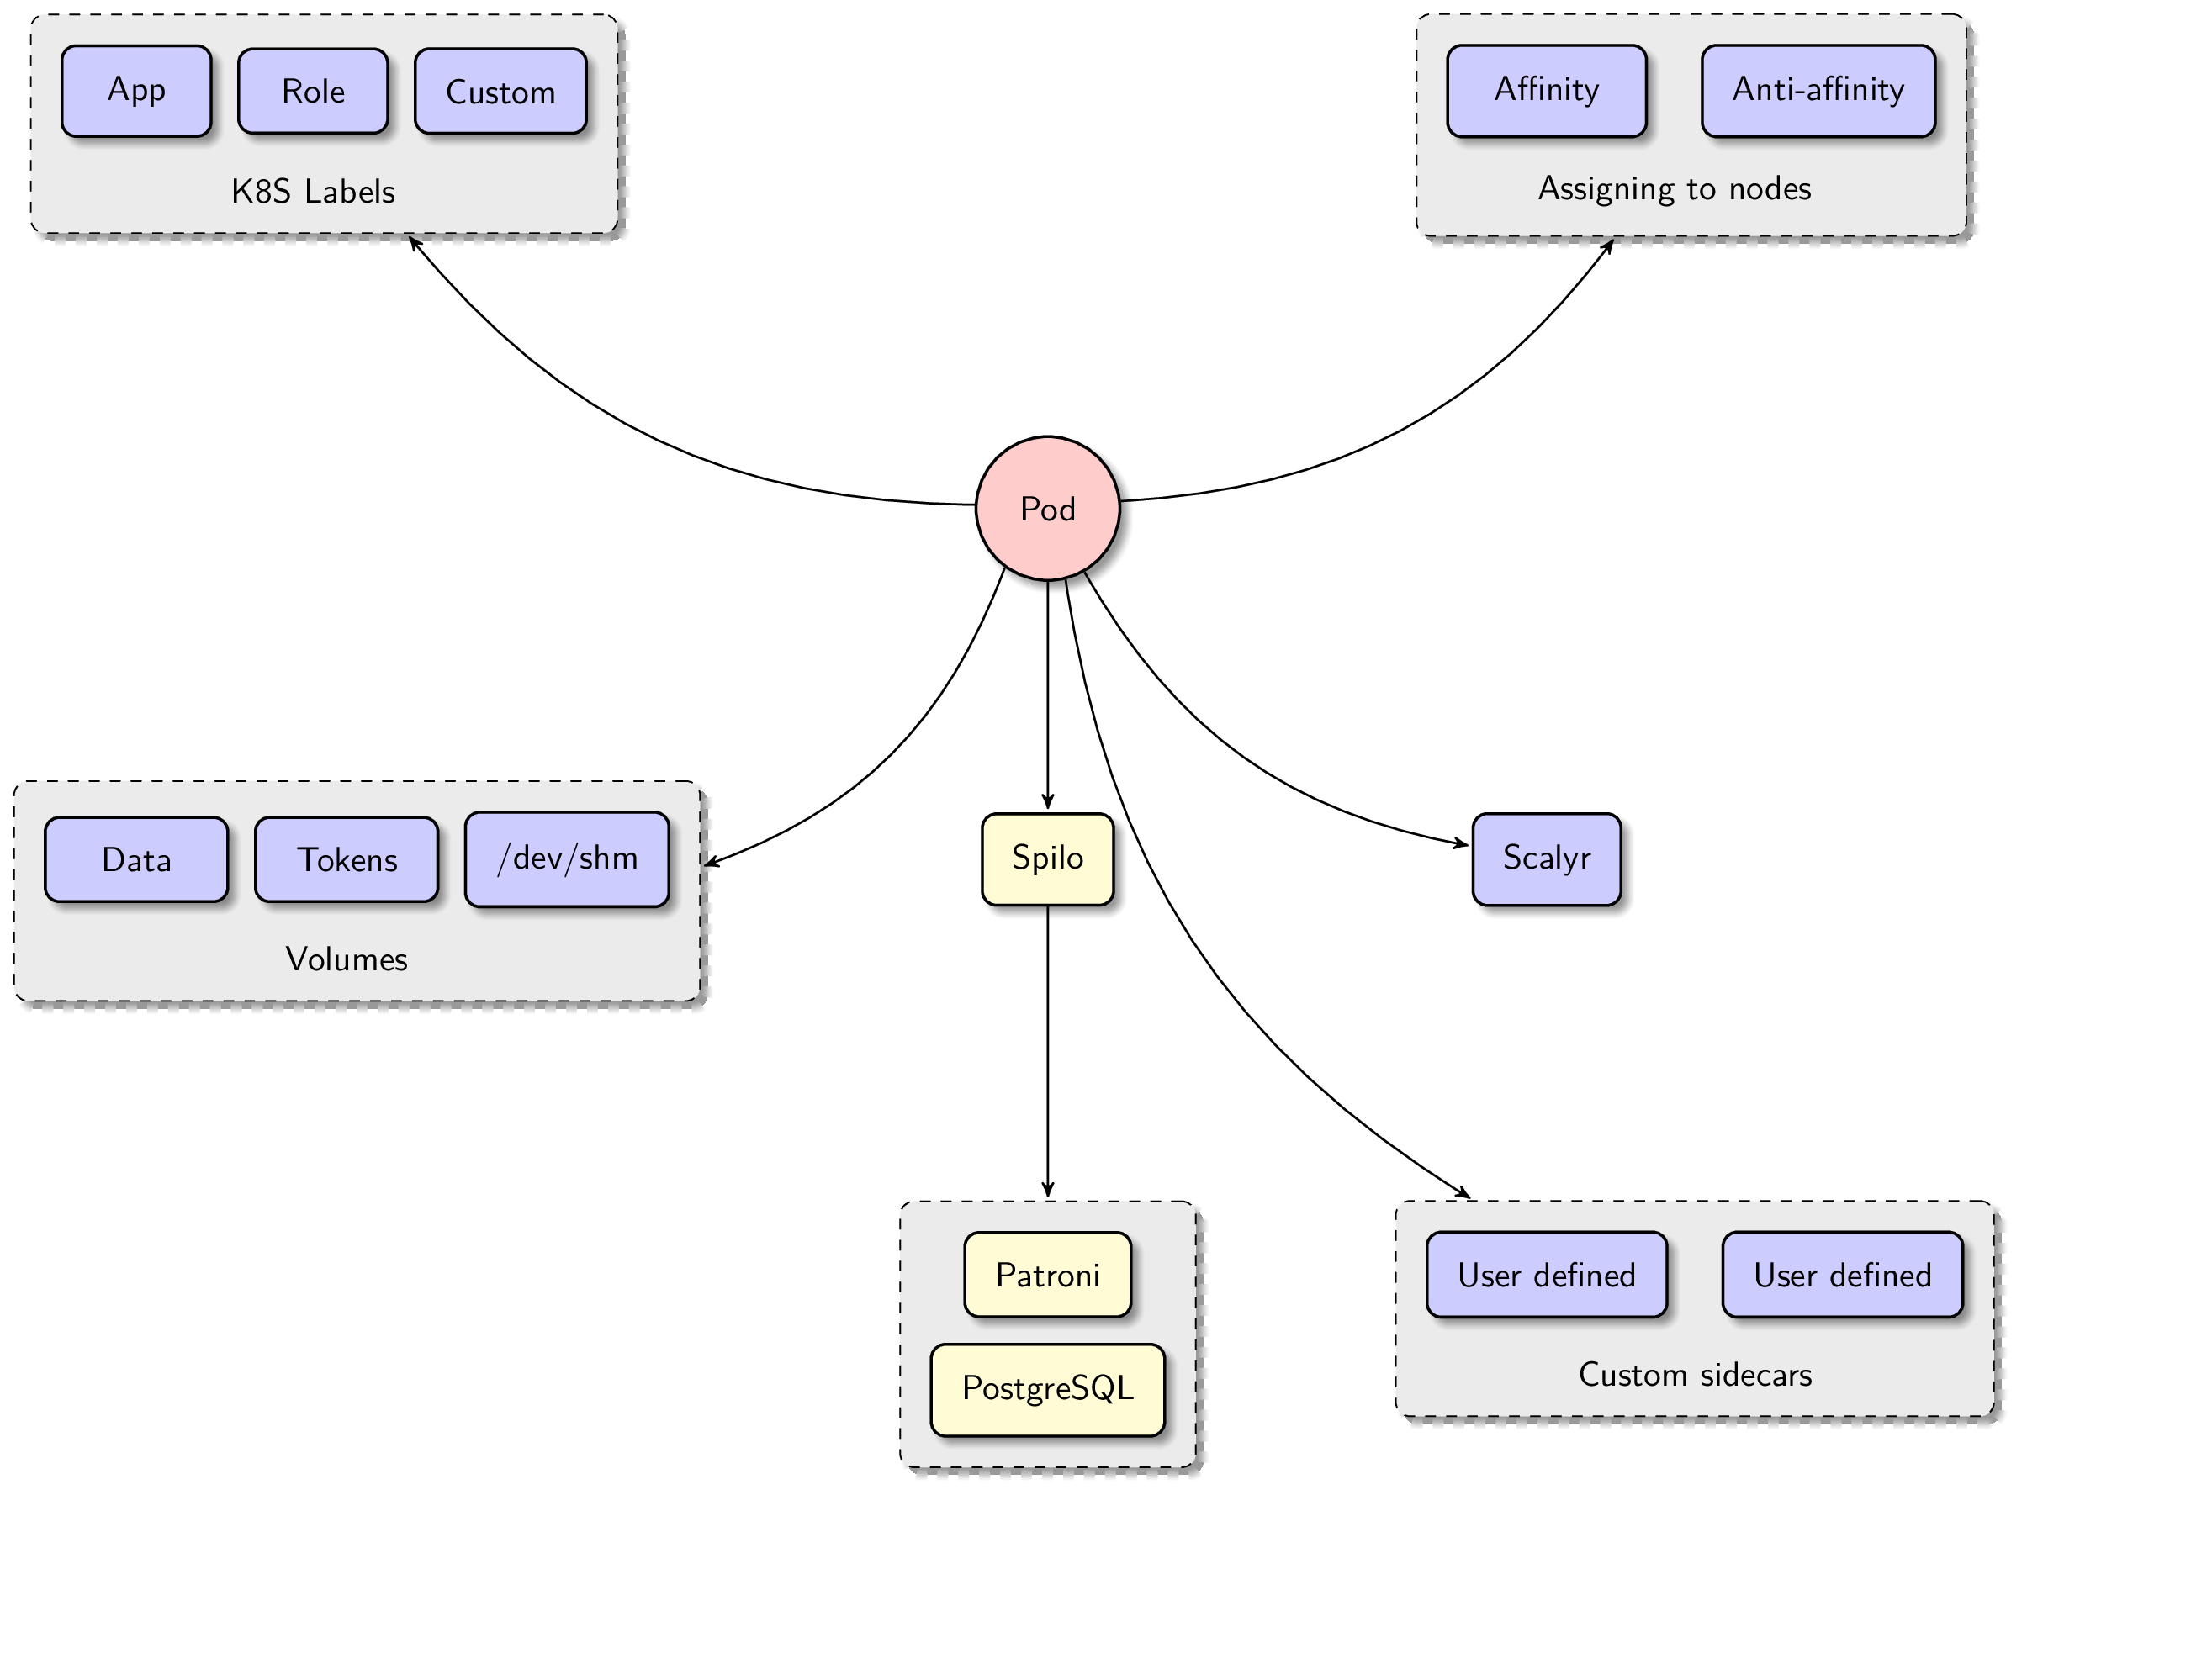 App
Role
Custom
K8S Labels
Affinity
Anti-affinity
Assigning to nodes
Pod
Data
Tokens
/dev/shm
Volumes
Spilo
Scalyr
Patroni
PostgreSQL
User defined
User defined
Custom sidecars